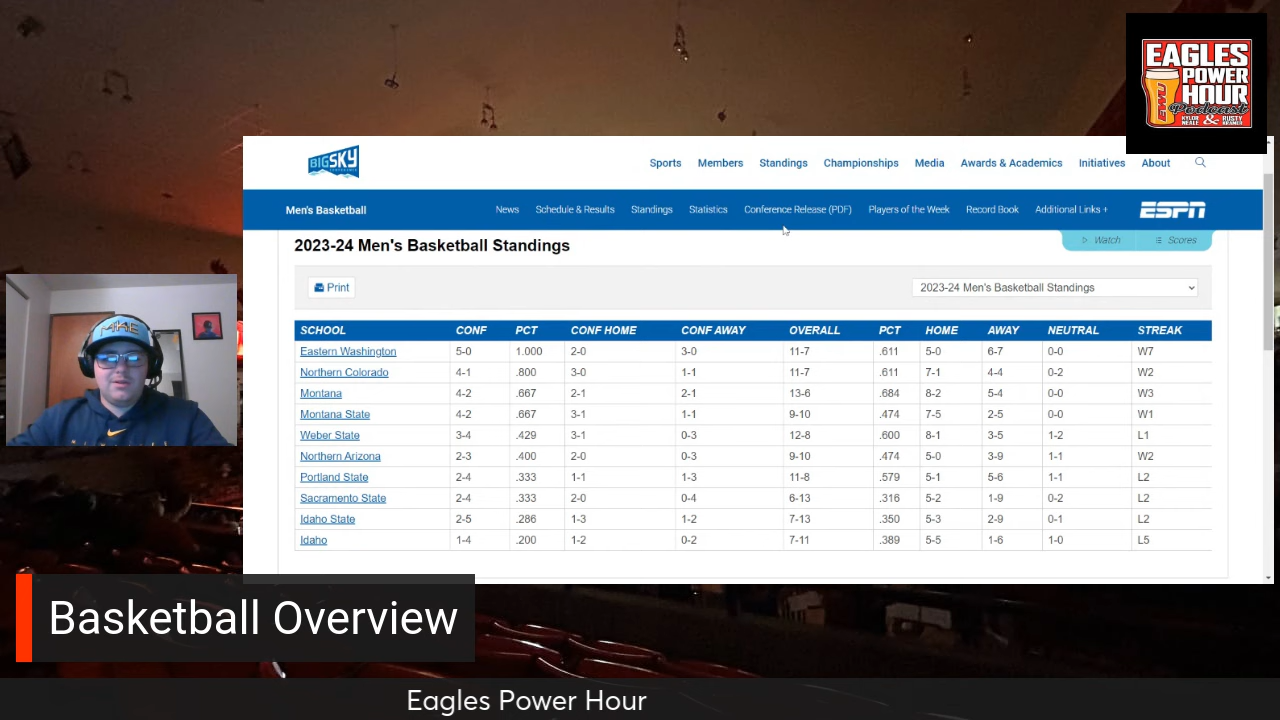 EAGLES
POWER
HOUR
Podcast
KYLOR NEALE & RUSTY KRAMER
BIGSKY
CONFERENCE
Sports Members Standings Championships Media Awards & Academics Initiatives About
Men's Basketball News Schedule & Results Standings Statistics Conference Release (PDF) Players of the Week Record Book Additional Links + ESPN
2023-24 Men's Basketball Standings Watch Scores
Print 2023-24 Men's Basketball Standings
SCHOOL CONF PCT CONF HOME CONF AWAY OVERALL PCT HOME AWAY NEUTRAL STREAK
Eastern Washington 5-0 1.000 2-0 3-0 11-7 .611 5-0 6-7 0-0 W7
Northern Colorado 4-1 .800 3-0 1-1 11-7 .611 7-1 4-4 0-2 W2
Montana 4-2 .667 2-1 2-1 13-6 .684 8-2 5-4 0-0 W3
Montana State 4-2 .667 3-1 1-1 9-10 .474 7-5 2-5 0-0 W1
Weber State 3-4 .429 3-1 0-3 12-8 .600 8-1 3-5 1-2 L1
Northern Arizona 2-3 .400 2-0 0-3 9-10 .474 5-0 3-9 1-1 W2
Portland State 2-4 .333 1-1 1-3 11-8 .579 5-1 5-6 1-1 L2
Sacramento State 2-4 .333 2-0 0-4 6-13 .316 5-2 1-9 0-2 L2
Idaho State 2-5 .286 1-3 1-2 7-13 .350 5-3 2-9 0-1 L2
Idaho 1-4 .200 1-2 0-2 7-11 .389 5-5 1-6 1-0 L5
MKE
Basketball Overview
Eagles Power Hour